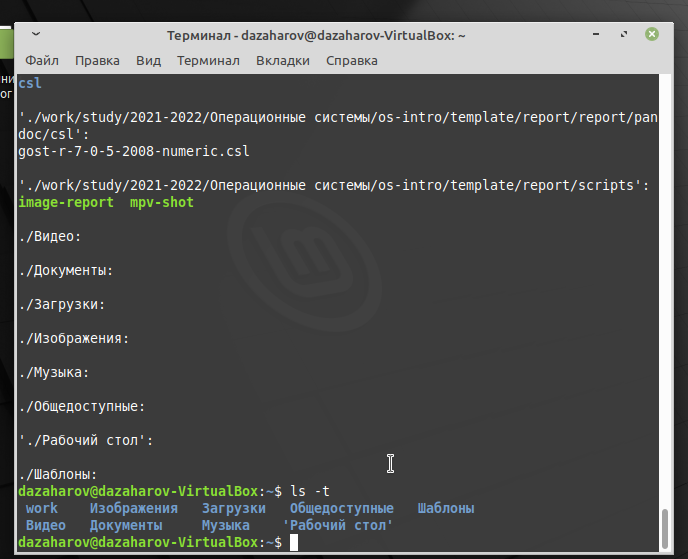 ни
ог
Терминал - dazaharov@dazaharov-VirtualBox: ~
Файл Правка Вид Терминал Вкладки Справка
csl
'./work/study/2021-2022/Операционные системы/os-intro/template/report/report/pan
doc/csl':
gost-r-7-0-5-2008-numeric.csl
'./work/study/2021-2022/Операционные системы/os-intro/template/report/scripts':
image-report mpv-shot
./Видео:
./Документы:
./Загрузки:
./Изображения:
./Музыка:
./Общедоступные:
'./Рабочий стол':
./Шаблоны:
dazaharov@dazaharov-VirtualBox:~$ ls -t
work Изображения Загрузки Общедоступные Шаблоны
Видео Документы Музыка 'Рабочий стол'
dazaharov@dazaharov-VirtualBox:~$